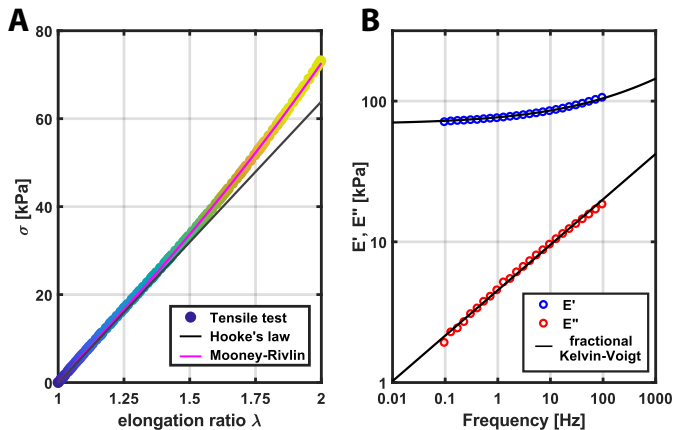 A
80
60
40
20
0
σ [kPa]
1
1.25
1.5
1.75
2
elongation ratio λ
Tensile test
Hooke's law
Mooney-Rivlin
B
100
10
1
E', E" [kPa]
0.01
0.1
1
10
100
1000
Frequency [Hz]
E'
E"
fractional
Kelvin-Voigt